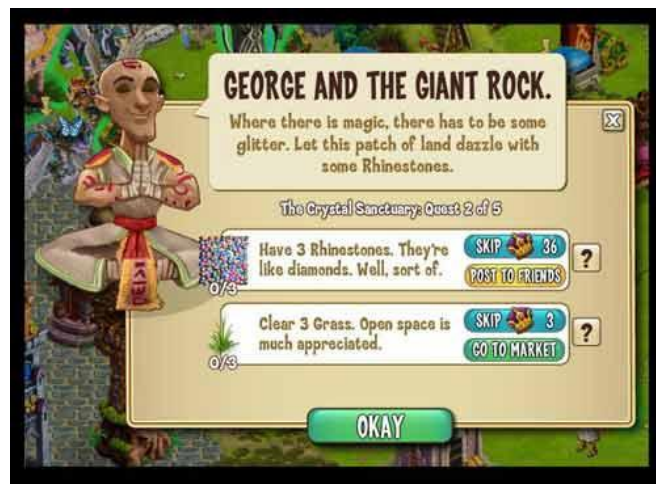 GEORGE AND THE GIANT ROCK.
Where there is magic, there has to be some
glitter. Let this patch of land dazzle with
some Rhinestones.
X
The Crystal Sanctuary: Quest 2 of 5
Have 3 Rhinestones. They're
like diamonds. Well, sort of.
0/3
SKIP 36
POST TO FRIENDS
?
Clear 3 Grass. Open space is
much appreciated.
0/3
SKIP 3
GO TO MARKET
?
OKAY